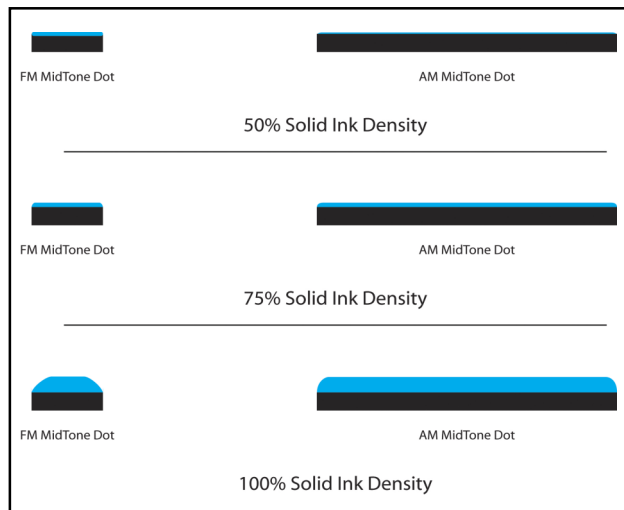 FM MidTone Dot
AM MidTone Dot
50% Solid Ink Density
FM MidTone Dot
AM MidTone Dot
75% Solid Ink Density
FM MidTone Dot
AM MidTone Dot
100% Solid Ink Density